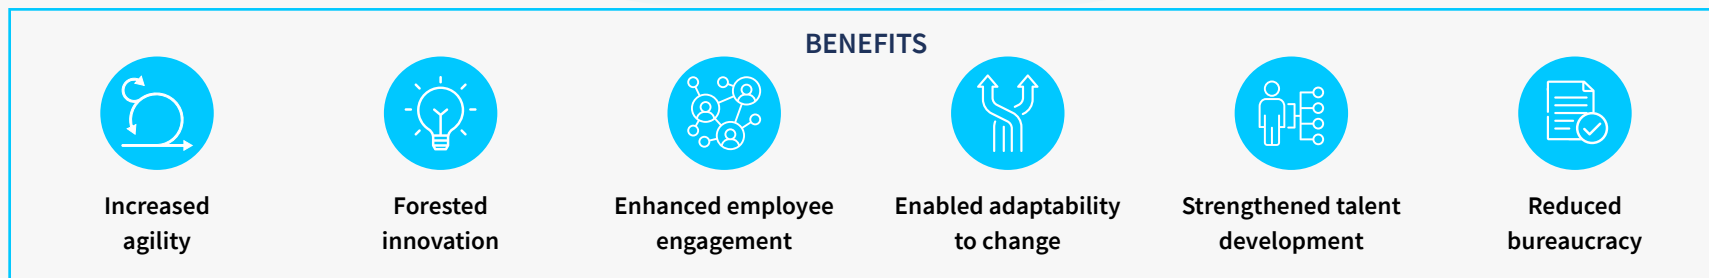 BENEFITS
Increased
agility
Forested
innovation
Enhanced employee
engagement
Enabled adaptability
to change
Strengthened talent
development
Reduced
bureaucracy